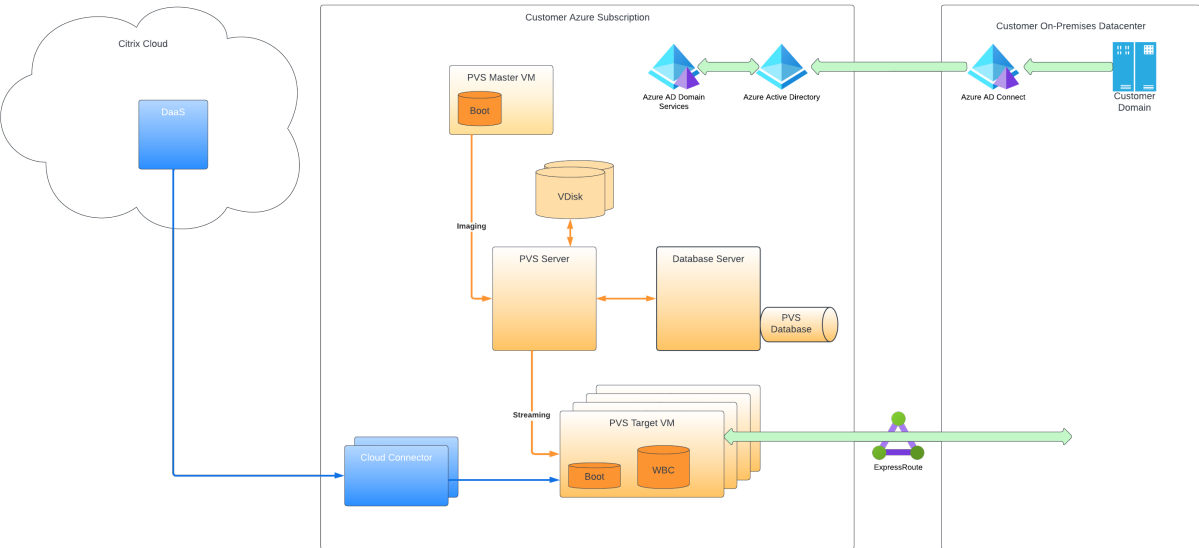 Citrix Cloud
DaaS
Customer Azure Subscription
PVS Master VM
Boot
Azure AD Domain
Services
Azure Active Directory
Customer On-Premises Datacenter
Azure AD Connect
Customer
Domain
VDisk
Imaging
PVS Server
Database Server
PVS
Database
Streaming
PVS Target VM
Boot
WBC
Cloud Connector
ExpressRoute